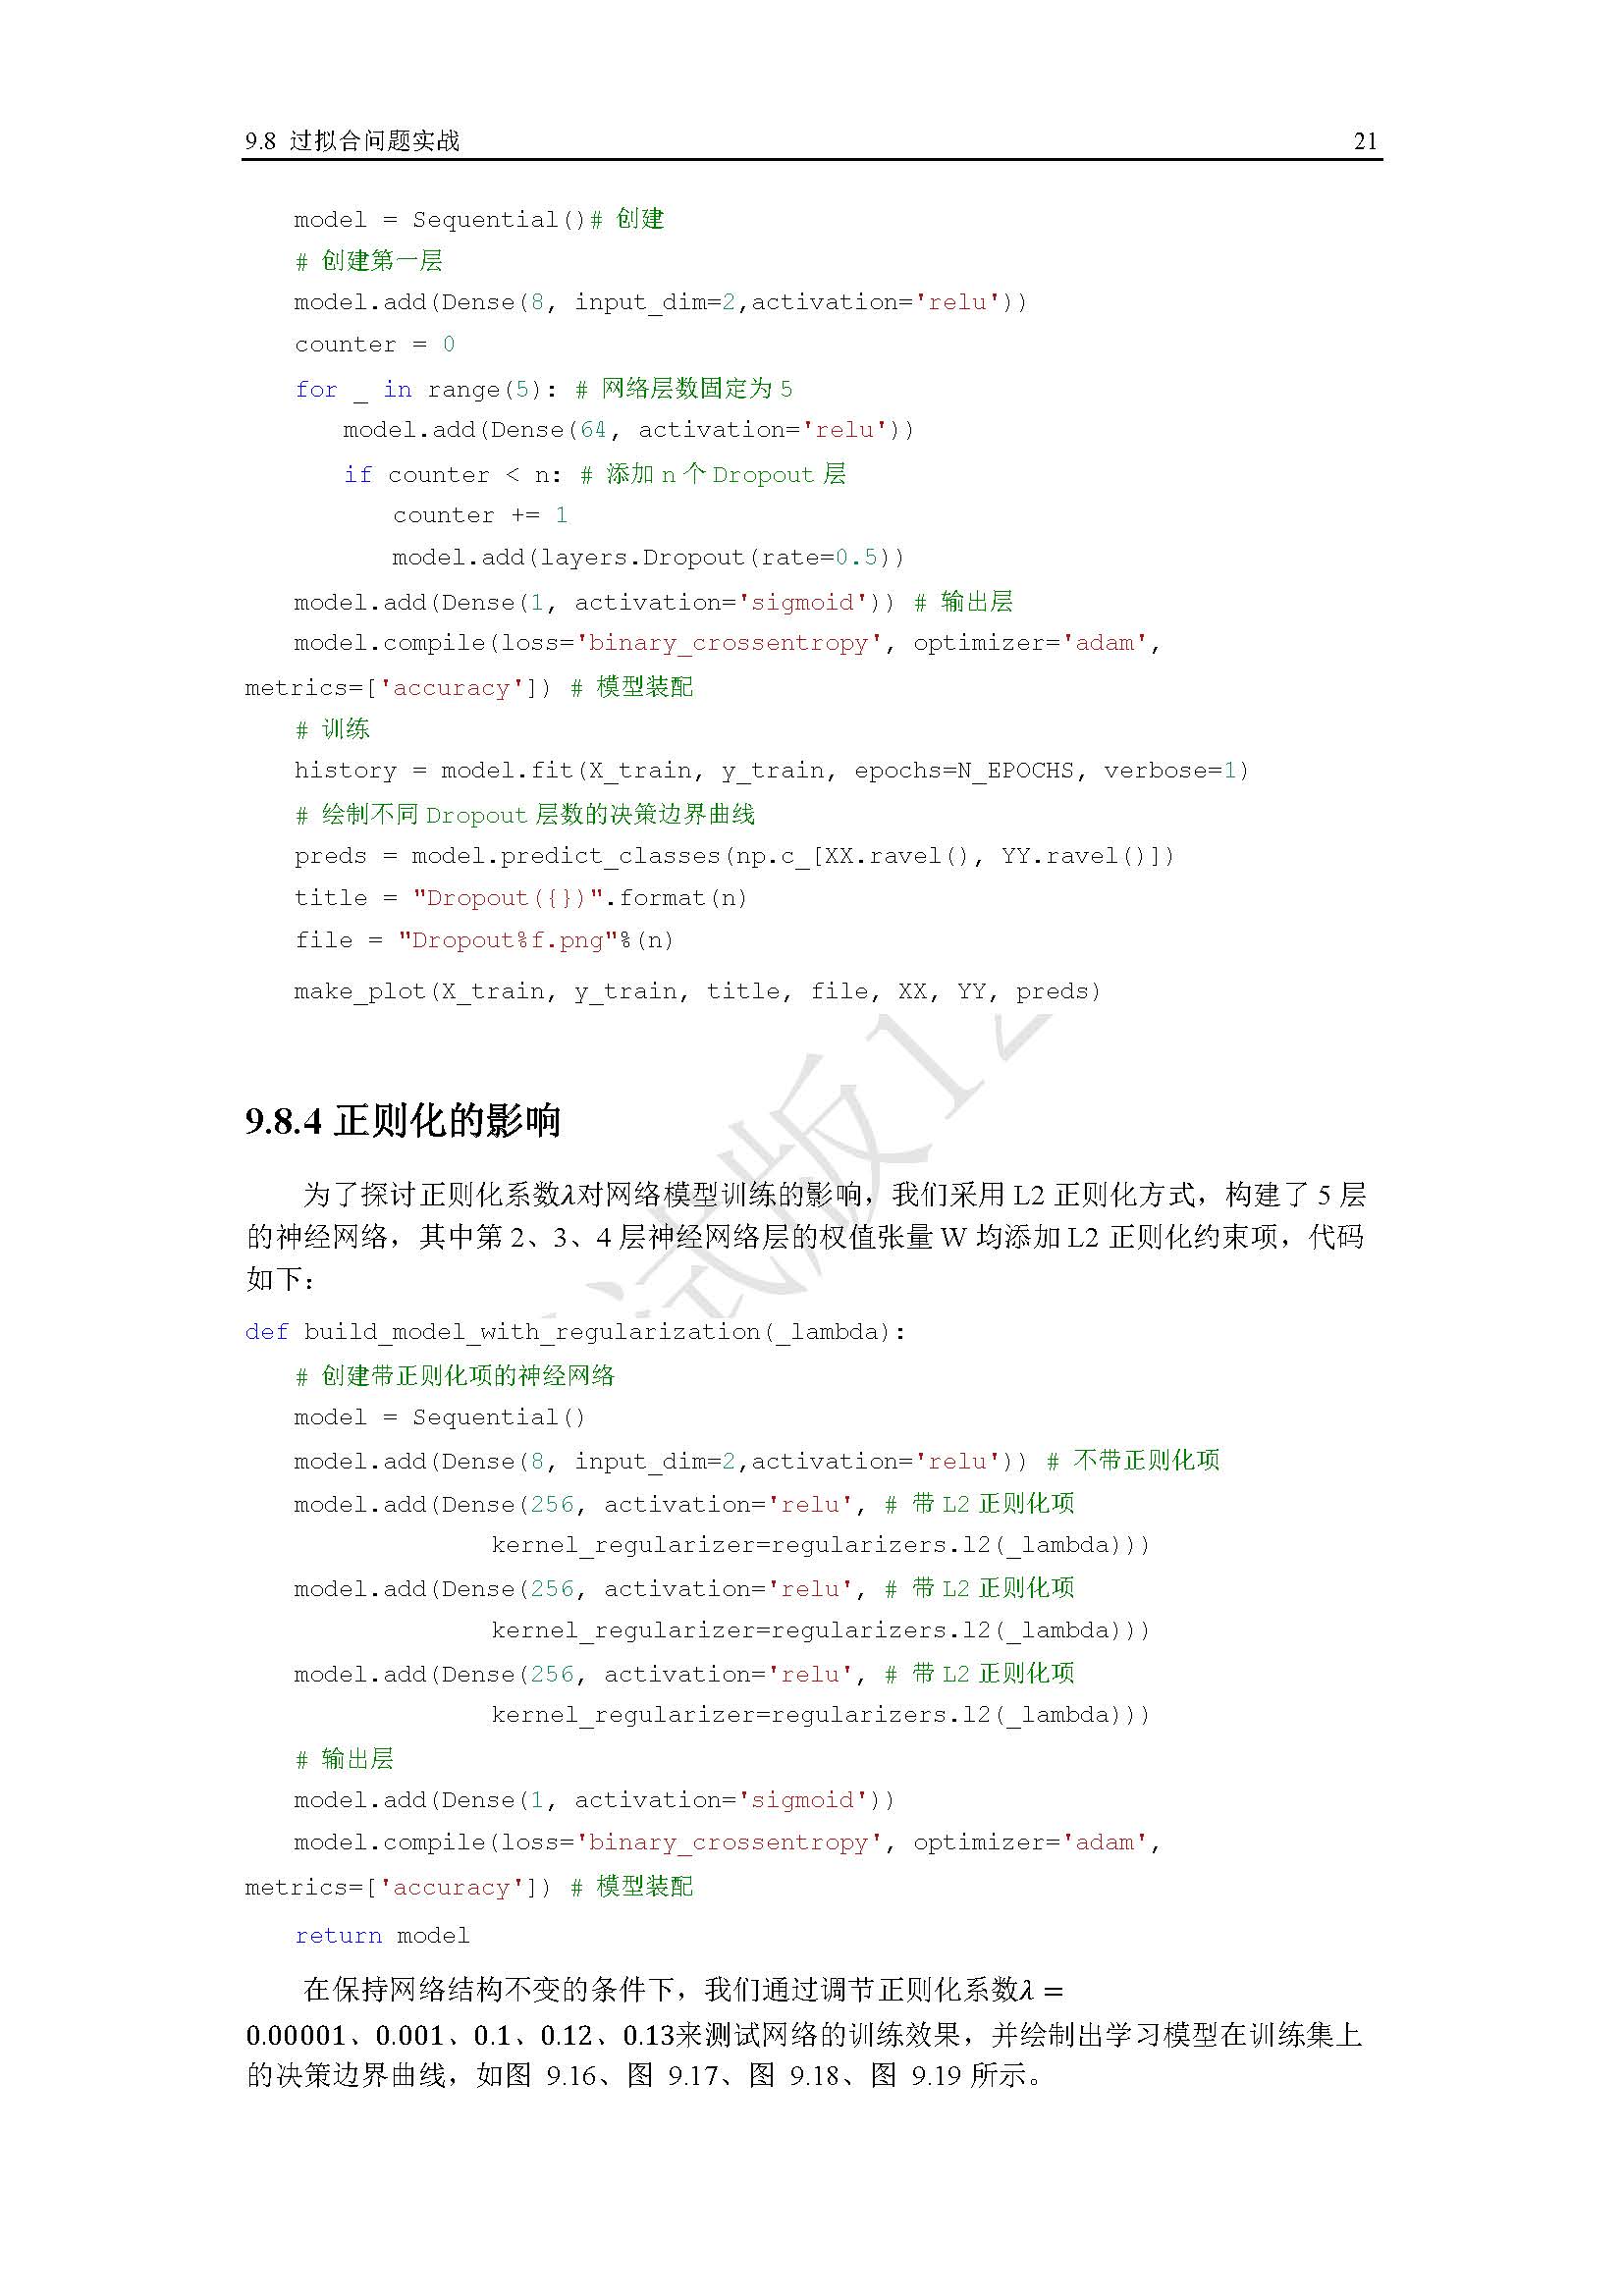 9.8 过拟合问题实战 21
model = Sequential()# 创建
# 创建第一层
model.add(Dense(8, input_dim=2,activation='relu'))
counter = 0
for _ in range(5): # 网络层数固定为 5
model.add(Dense(64, activation='relu'))
if counter < n: # 添加 n 个 Dropout 层
counter += 1
model.add(layers.Dropout(rate=0.5))
model.add(Dense(1, activation='sigmoid')) # 输出层
model.compile(loss='binary_crossentropy', optimizer='adam',
metrics=['accuracy']) # 模型装配
# 训练
history = model.fit(X_train, y_train, epochs=N_EPOCHS, verbose=1)
# 绘制不同 Dropout 层数的决策边界曲线
preds = model.predict_classes(np.c_[XX.ravel(), YY.ravel()])
title = "Dropout({})".format(n)
file = "Dropout%f.png"%(n)
make_plot(X_train, y_train, title, file, XX, YY, preds)
9.8.4 正则化的影响
为了探讨正则化系数λ对网络模型训练的影响，我们采用 L2 正则化方式，构建了 5 层
的神经网络，其中第 2、3、4 层神经网络层的权值张量 W 均添加 L2 正则化约束项，代码
如下：
def build_model_with_regularization(_lambda):
# 创建带正则化项的神经网络
model = Sequential()
model.add(Dense(8, input_dim=2,activation='relu')) # 不带正则化项
model.add(Dense(256, activation='relu', # 带 L2 正则化项
kernel_regularizer=regularizers.l2(_lambda)))
model.add(Dense(256, activation='relu', # 带 L2 正则化项
kernel_regularizer=regularizers.l2(_lambda)))
model.add(Dense(256, activation='relu', # 带 L2 正则化项
kernel_regularizer=regularizers.l2(_lambda)))
# 输出层
model.add(Dense(1, activation='sigmoid'))
model.compile(loss='binary_crossentropy', optimizer='adam',
metrics=['accuracy']) # 模型装配
return model
在保持网络结构不变的条件下，我们通过调节正则化系数λ =
0.00001、0.001、0.1、0.12、0.13来测试网络的训练效果，并绘制出学习模型在训练集上
的决策边界曲线，如图 9.16、图 9.17、图 9.18、图 9.19 所示。
试版12